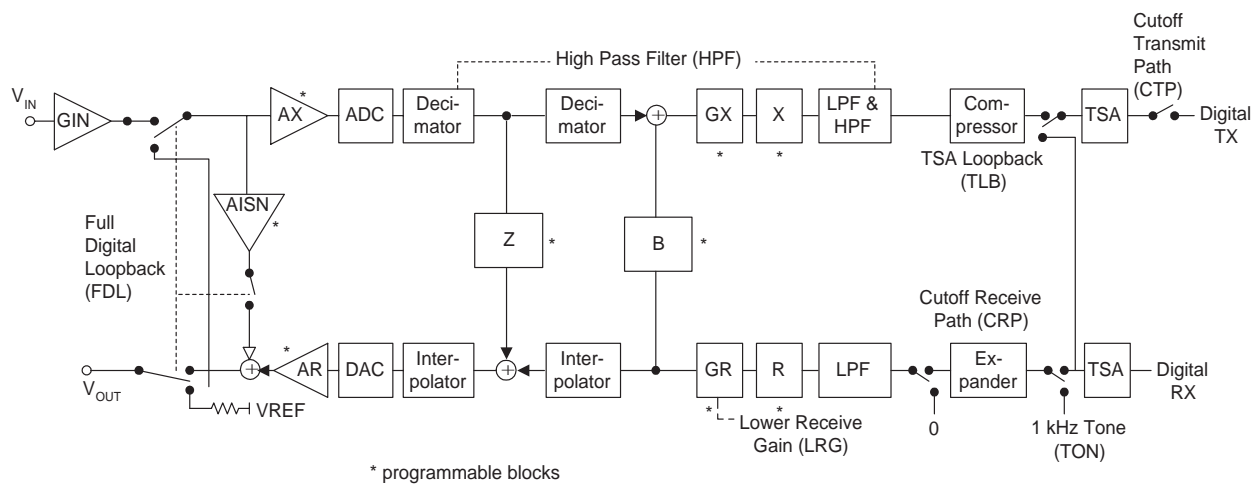 Cutoff
Transmit
Path
(CTP)
High Pass Filter (HPF)
VIN
GIN
AX
*
ADC
Deci-
mator
Deci-
mator
+
GX
*
X
*
LPF &
HPF
Com-
pressor
TSA
Digital
TX
TSA Loopback
(TLB)
AISN
*
Full
Digital
Loopback
(FDL)
Z
*
B
*
Cutoff Receive
Path (CRP)
VOUT
+
*
AR
DAC
Inter-
polator
+
Inter-
polator
GR
*
R
*
LPF
Ex-
pander
TSA
Digital
RX
VREF
Lower Receive
Gain (LRG)
0
1 kHz Tone
(TON)
* programmable blocks